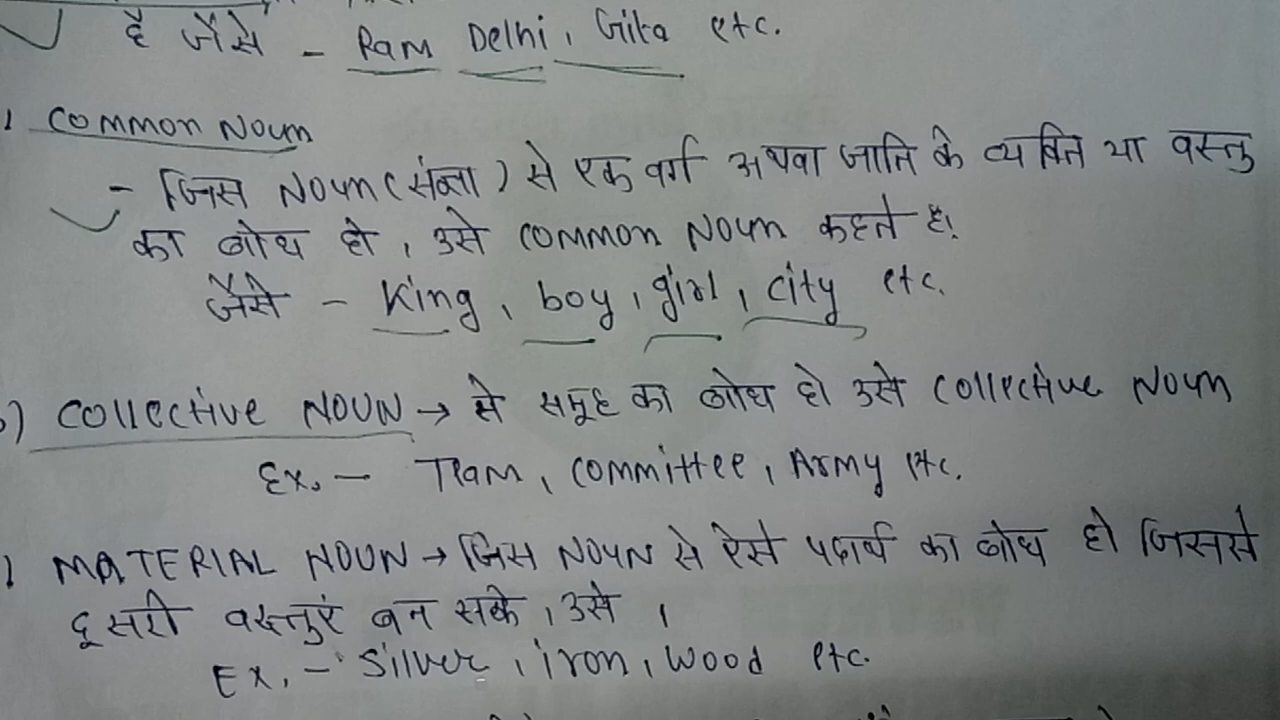 है जैसे - Ram Delhi, Gita etc.
) Common Noun
- जिस Noun (संज्ञा) से एक वर्ग अथवा जाति के व्यक्ति या वस्तु
का बोध हो, उसे Common Noun कहते है।
जैसे - King, boy, girl, city etc.
) Collective NOUN → से समूह का बोध हो उसे Collective Noun
Ex. - Team, Committee, Army etc.
) MATERIAL NOUN → जिस NOUN से ऐसे पदार्थ का बोध हो जिससे
दूसरी वस्तुएं बन सके, उसे ,
Ex. - Silver, iron, wood etc.